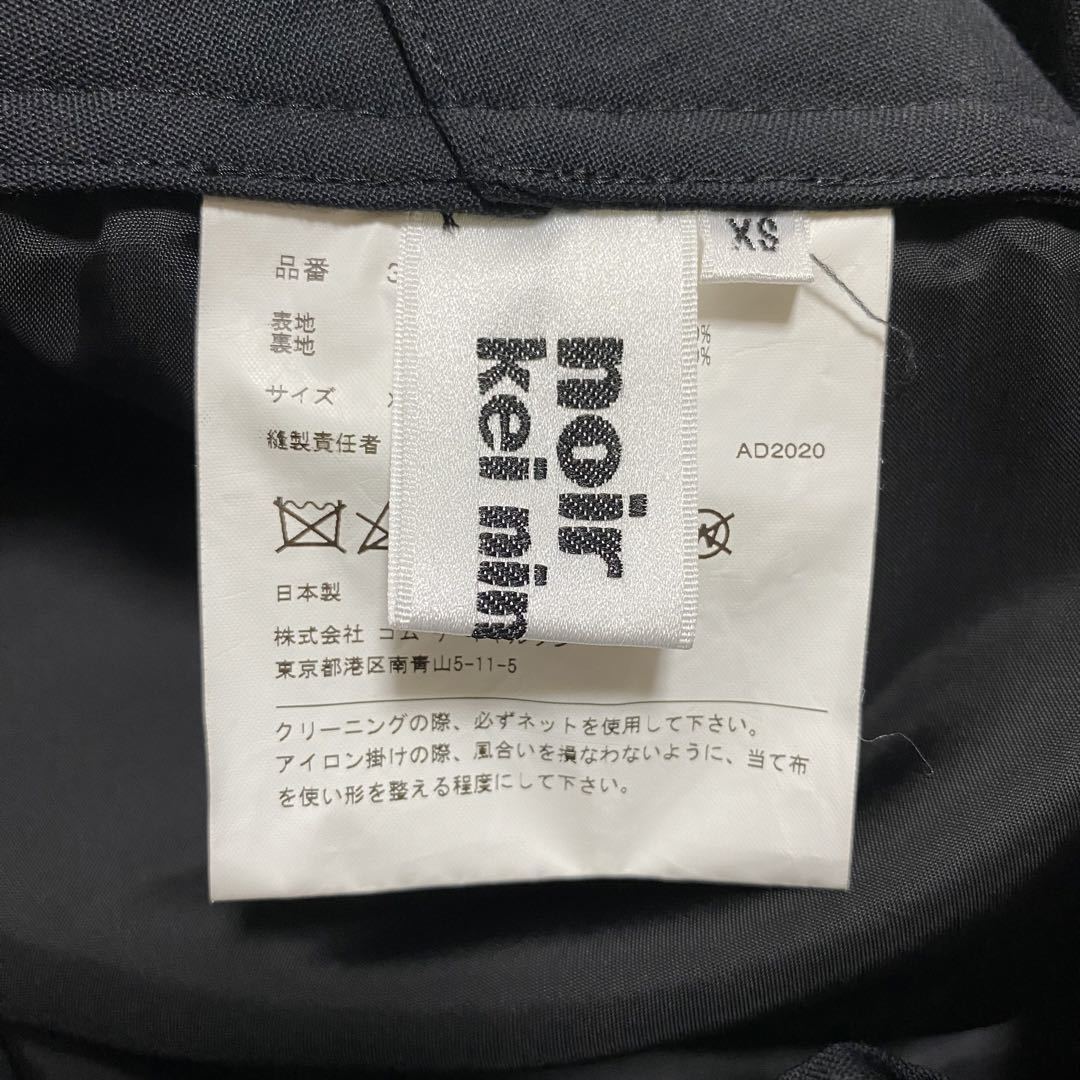 XS
noir
kei nin
品番 3
表地
裏地
サイズ
縫製責任者
AD2020
日本製
株式会社
東京都港区南青山5-11-5
クリーニングの際、必ずネットを使用して下さい。
アイロン掛けの際、風合いを損なわないように、当て布
を使い形を整える程度にして下さい。